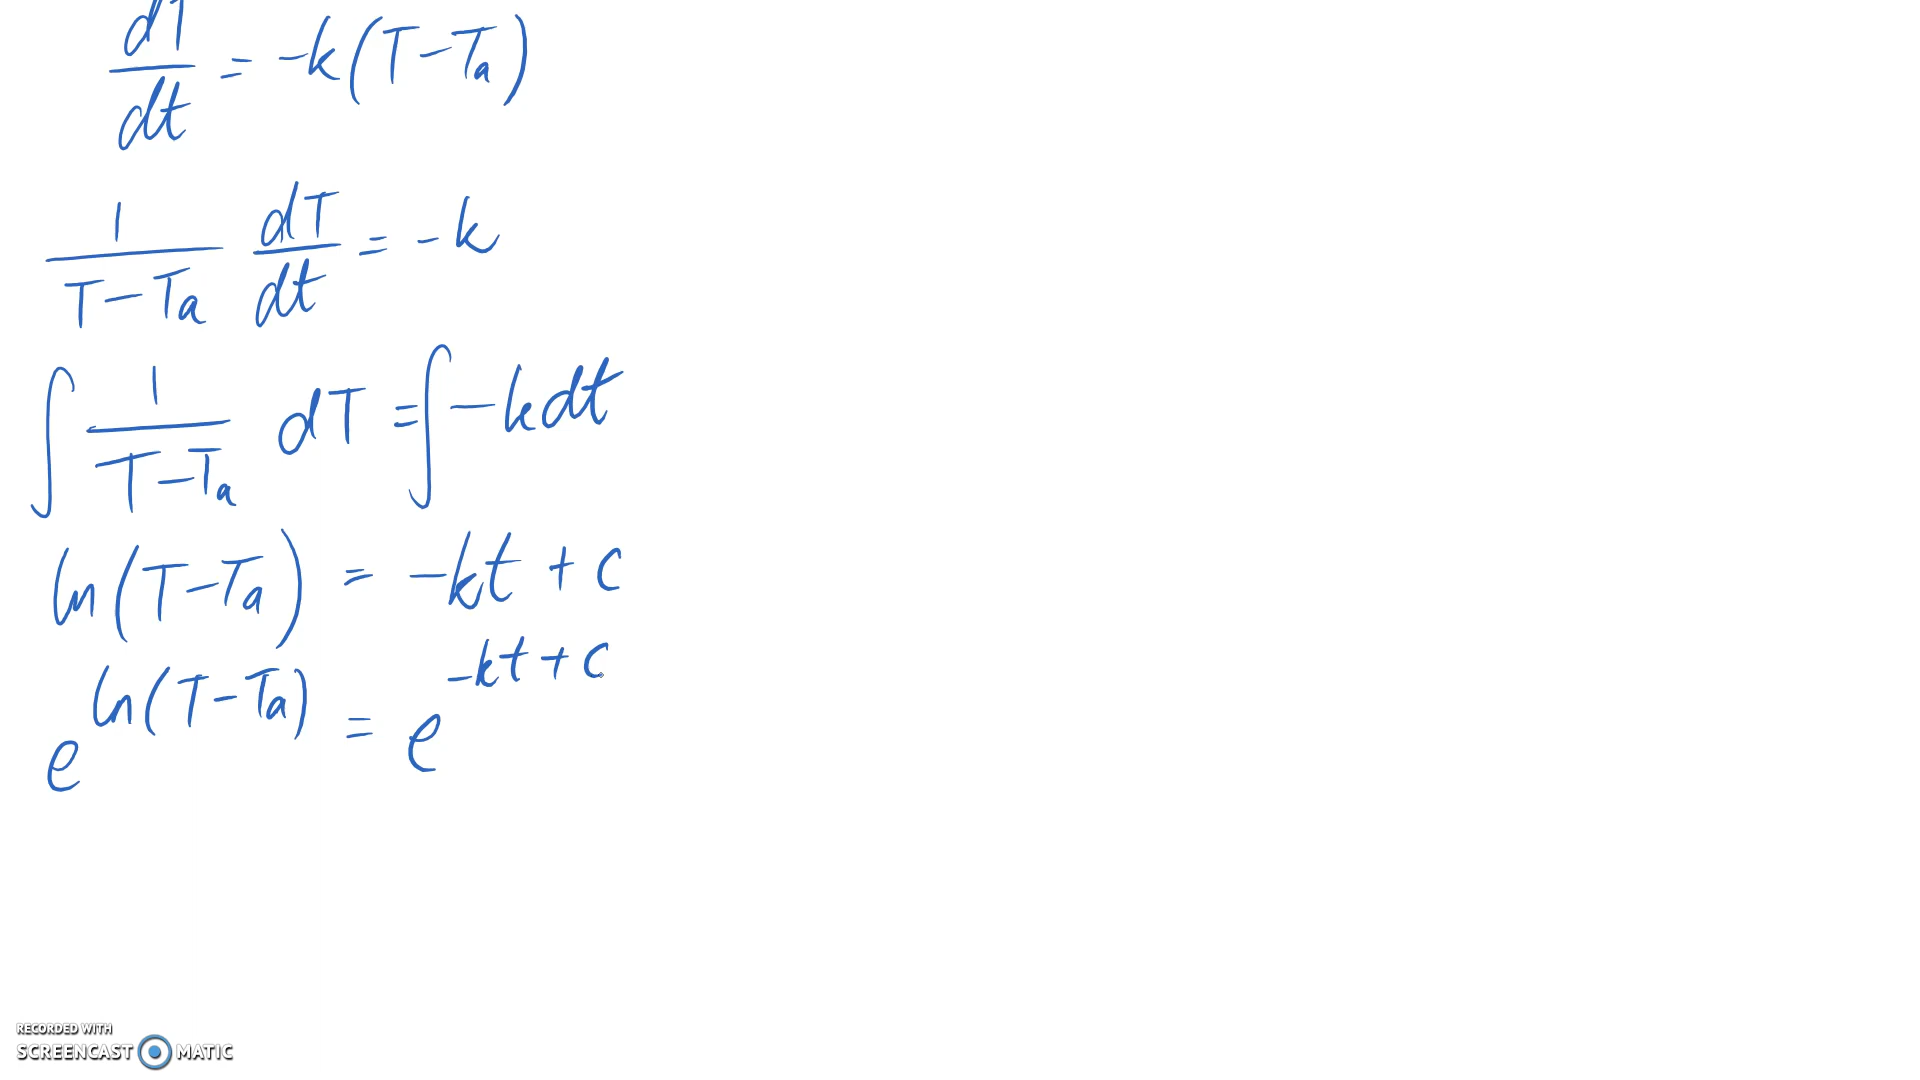 dT/dt = -k(T-Ta)
1/(T-Ta) dT/dt = -k
∫ 1/(T-Ta) dT = ∫ -kdt
ln(T-Ta) = -kt + c
e^ln(T-Ta) = e^-kt+c
RECORDED WITH
SCREENCAST MATIC